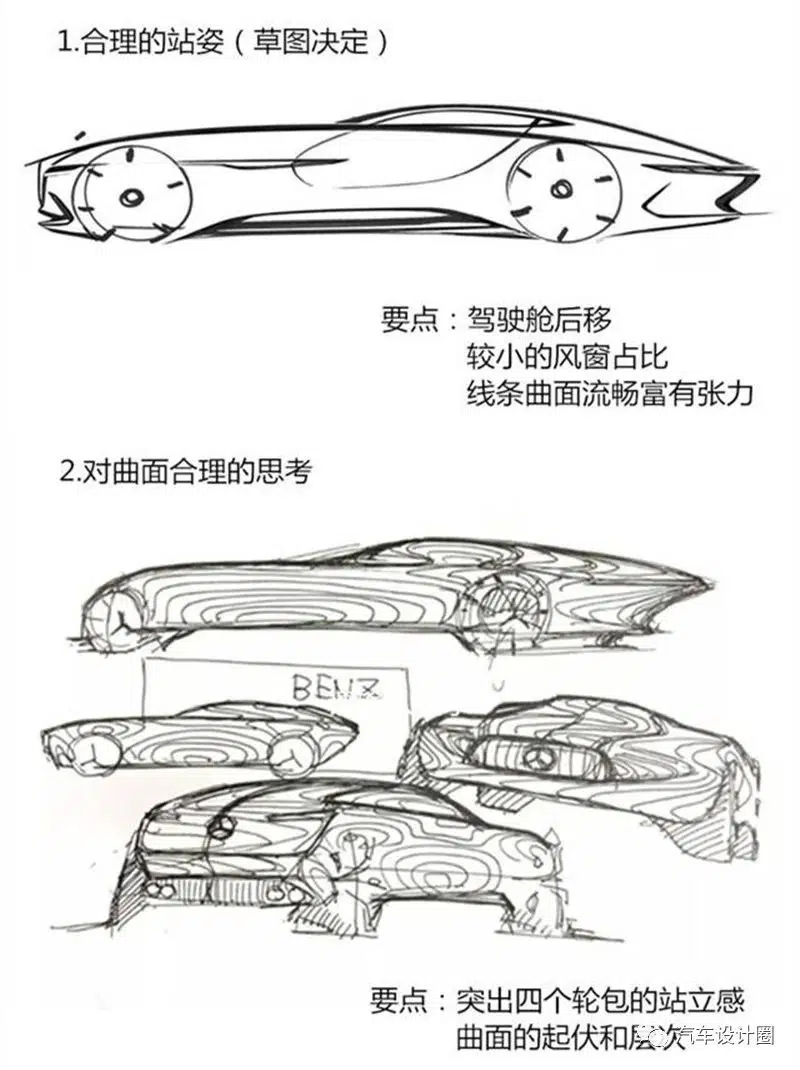 1.合理的站姿（草图决定）
要点：驾驶舱后移
较小的风窗占比
线条曲面流畅富有张力
2.对曲面合理的思考
BENZ
要点：突出四个轮包的站立感
曲面的起伏和层次
汽车设计圈